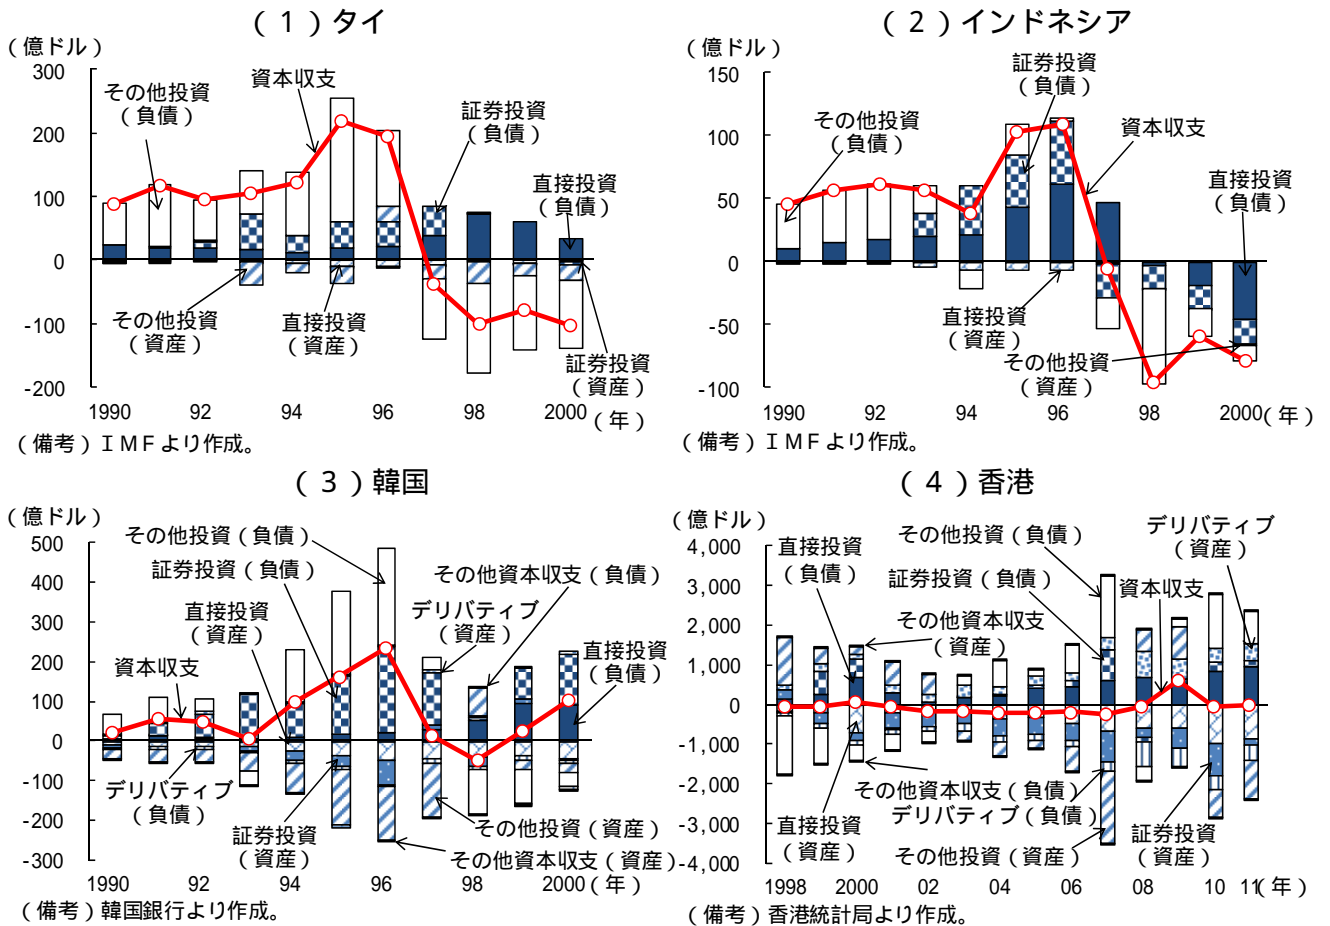 （１）タイ
（億ドル）
300
200
100
0
-100
-200
その他投資
（負債）
資本収支
証券投資
（負債）
直接投資
（負債）
その他投資
（資産）
直接投資
（資産）
証券投資
（資産）
1990 92 94 96 98 2000（年）
（備考）ＩＭＦより作成。
（２）インドネシア
（億ドル）
150
100
50
0
-50
-100
その他投資
（負債）
証券投資
（負債）
資本収支
直接投資
（負債）
直接投資
（資産）
その他投資
（資産）
1990 92 94 96 98 2000（年）
（備考）ＩＭＦより作成。
（３）韓国
（億ドル）
500
400
300
200
100
0
-100
-200
-300
その他投資（負債）
証券投資（負債）
直接投資
（資産）
資本収支
その他資本収支（負債）
デリバティブ
（資産）
直接投資
（負債）
デリバティブ
（負債）
証券投資
（資産）
その他投資（資産）
その他資本収支（資産）
1990 92 94 96 98 2000（年）
（備考）韓国銀行より作成。
（４）香港
（億ドル）
4,000
3,000
2,000
1,000
0
-1,000
-2,000
-3,000
-4,000
直接投資
（負債）
その他投資（負債）
証券投資（負債）
その他資本収支
（資産）
デリバティブ
（資産）
資本収支
その他資本収支（負債）
デリバティブ（負債）
直接投資
（資産）
その他投資（資産）
証券投資
（資産）
1998 2000 02 04 06 08 10 11（年）
（備考）香港統計局より作成。